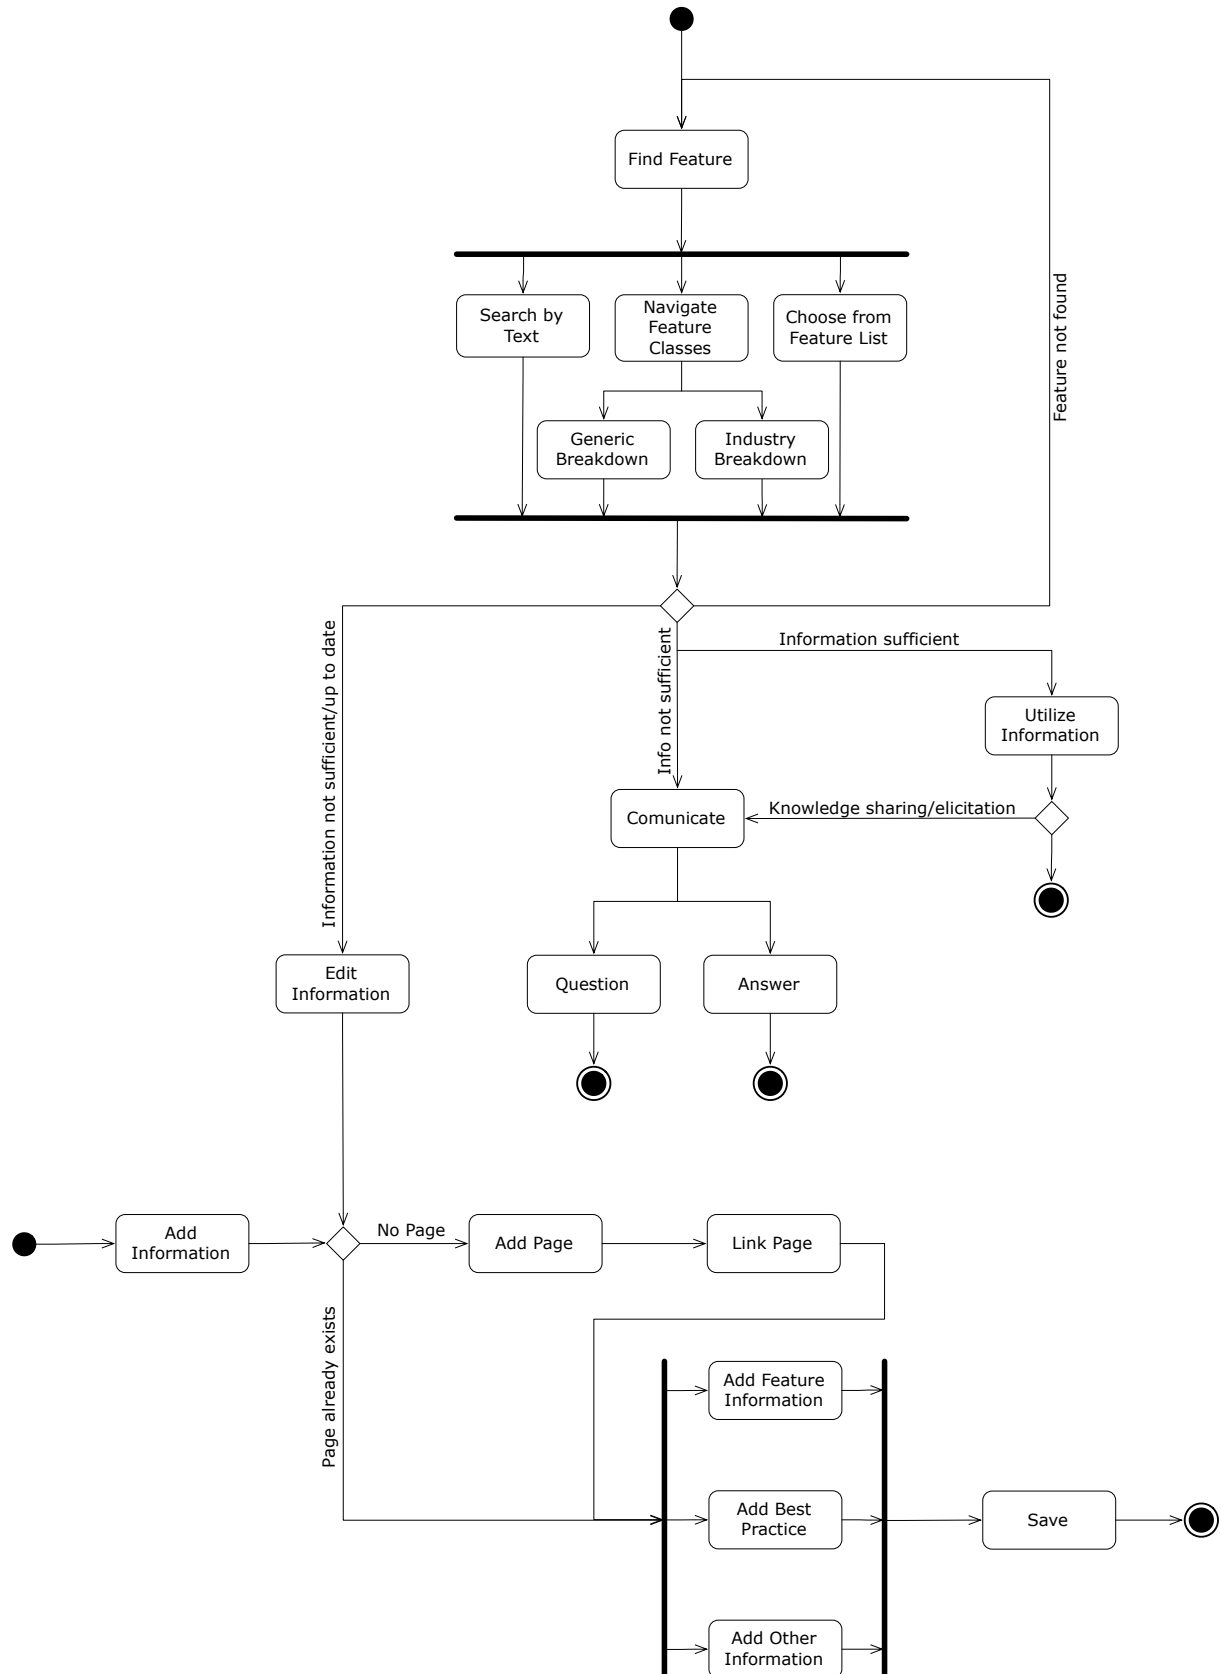 Find Feature
Feature not found
Search by
Text
Navigate
Feature
Classes
Choose from
Feature List
Generic
Breakdown
Industry
Breakdown
Information not sufficient/up to date
Info not sufficient
Information sufficient
Utilize
Information
Comunicate
Knowledge sharing/elicitation
Edit
Information
Question
Answer
Add
Information
No Page
Add Page
Link Page
Page already exists
Add Feature
Information
Add Best
Practice
Save
Add Other
Information